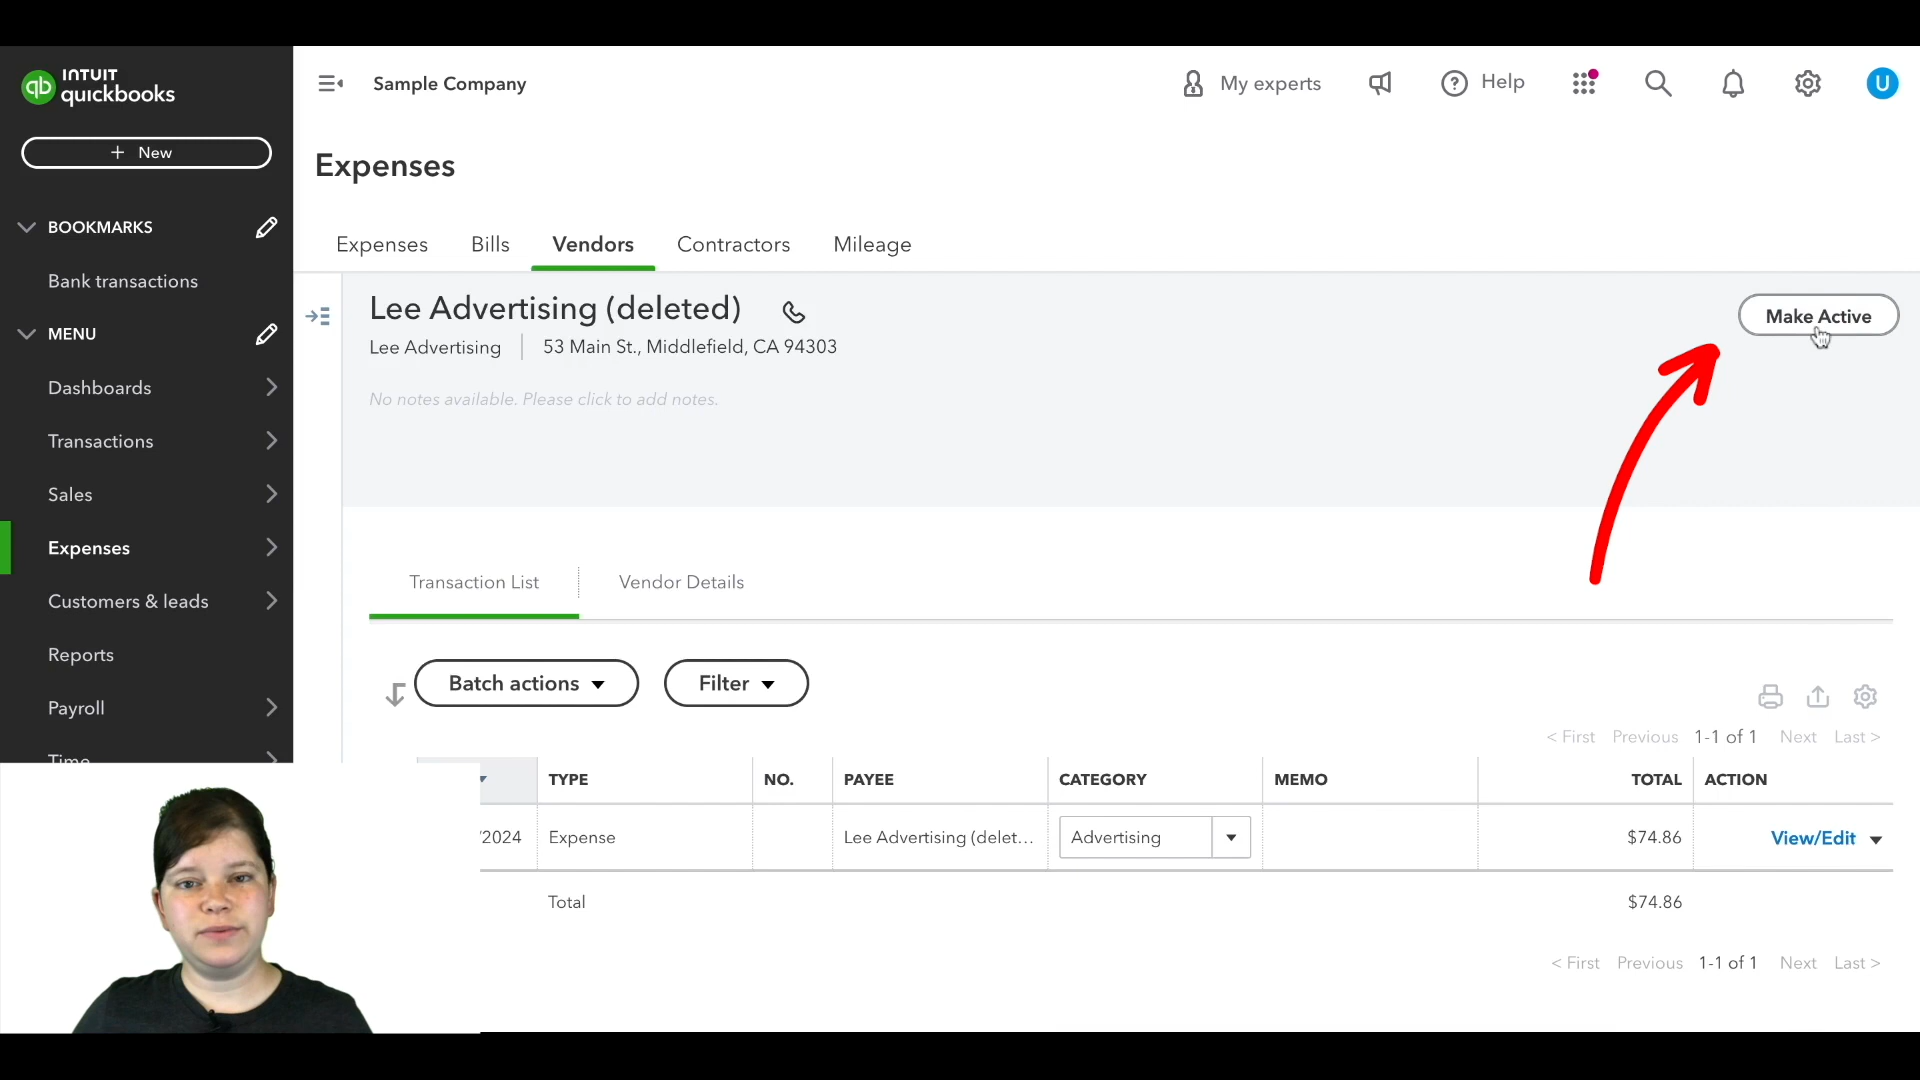 INTUIT
quickbooks
+ New
BOOKMARKS
Bank transactions
MENU
Dashboards
Transactions
Sales
Expenses
Customers & leads
Reports
Payroll
Time
Sample Company
My experts
Help
U
Expenses
Expenses Bills Vendors Contractors Mileage
Lee Advertising (deleted)
Make Active
Lee Advertising 53 Main St., Middlefield, CA 94303
No notes available. Please click to add notes.
Transaction List Vendor Details
Batch actions Filter
< First Previous 1-1 of 1 Next Last >
TYPE NO. PAYEE CATEGORY MEMO TOTAL ACTION
/2024 Expense Lee Advertising (delet... Advertising $74.86 View/Edit
Total $74.86
< First Previous 1-1 of 1 Next Last >